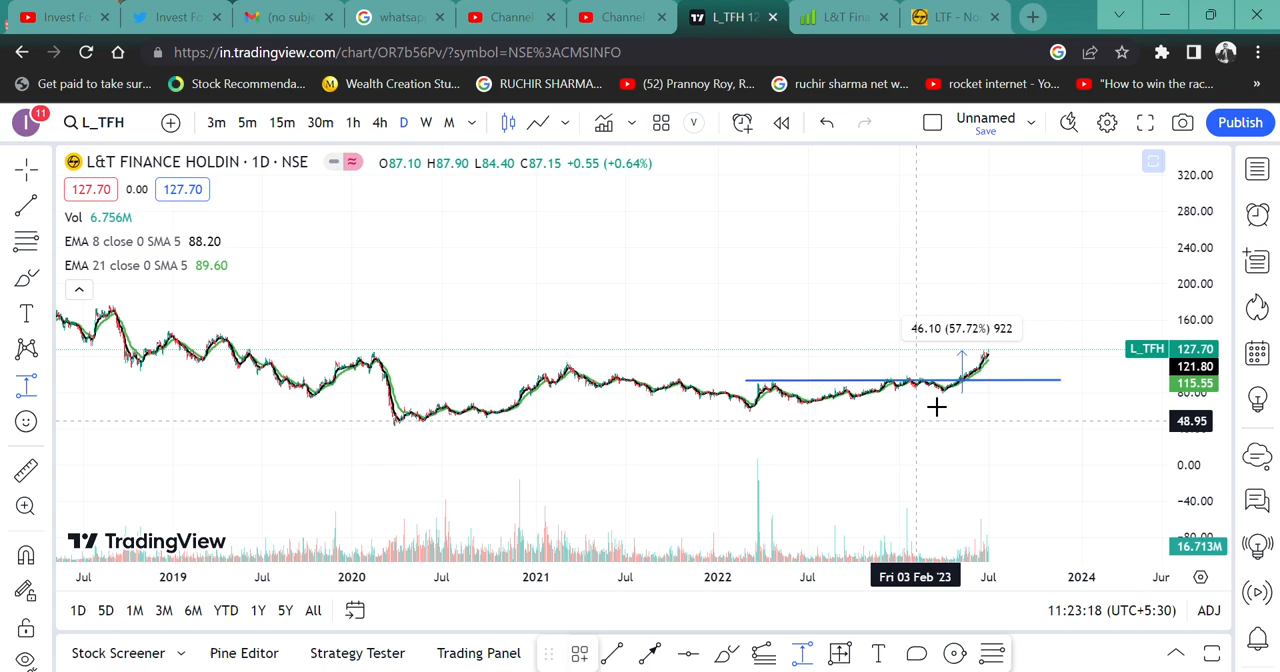 Invest Fo
Invest Fo
(no subje
whatsap
Channel
Channel
L_TFH 12
L&T Fina
LTF - No
https://in.tradingview.com/chart/OR7b56Pv/?symbol=NSE%3ACMSINFO
Get paid to take sur...
Stock Recommenda...
Wealth Creation Stu...
RUCHIR SHARMA...
(52) Prannoy Roy, R...
ruchir sharma net w...
rocket internet - Yo...
"How to win the rac...
»
11
L_TFH
3m 5m 15m 30m 1h 4h D W M
V
Unnamed
Save
Publish
L&T FINANCE HOLDIN · 1D · NSE
O87.10 H87.90 L84.40 C87.15 +0.55 (+0.64%)
127.70 0.00 127.70
Vol 6.756M
EMA 8 close 0 SMA 5 88.20
EMA 21 close 0 SMA 5 89.60
46.10 (57.72%) 922
320.00
280.00
240.00
200.00
160.00
L_TFH 127.70
121.80
115.55
48.95
0.00
−40.00
16.713M
TradingView
Jul 2019 Jul 2020 Jul 2021 Jul 2022 Jul Fri 03 Feb '23 Jul 2024 Jur
1D 5D 1M 3M 6M YTD 1Y 5Y All
11:23:18 (UTC+5:30) ADJ
Stock Screener Pine Editor Strategy Tester Trading Panel